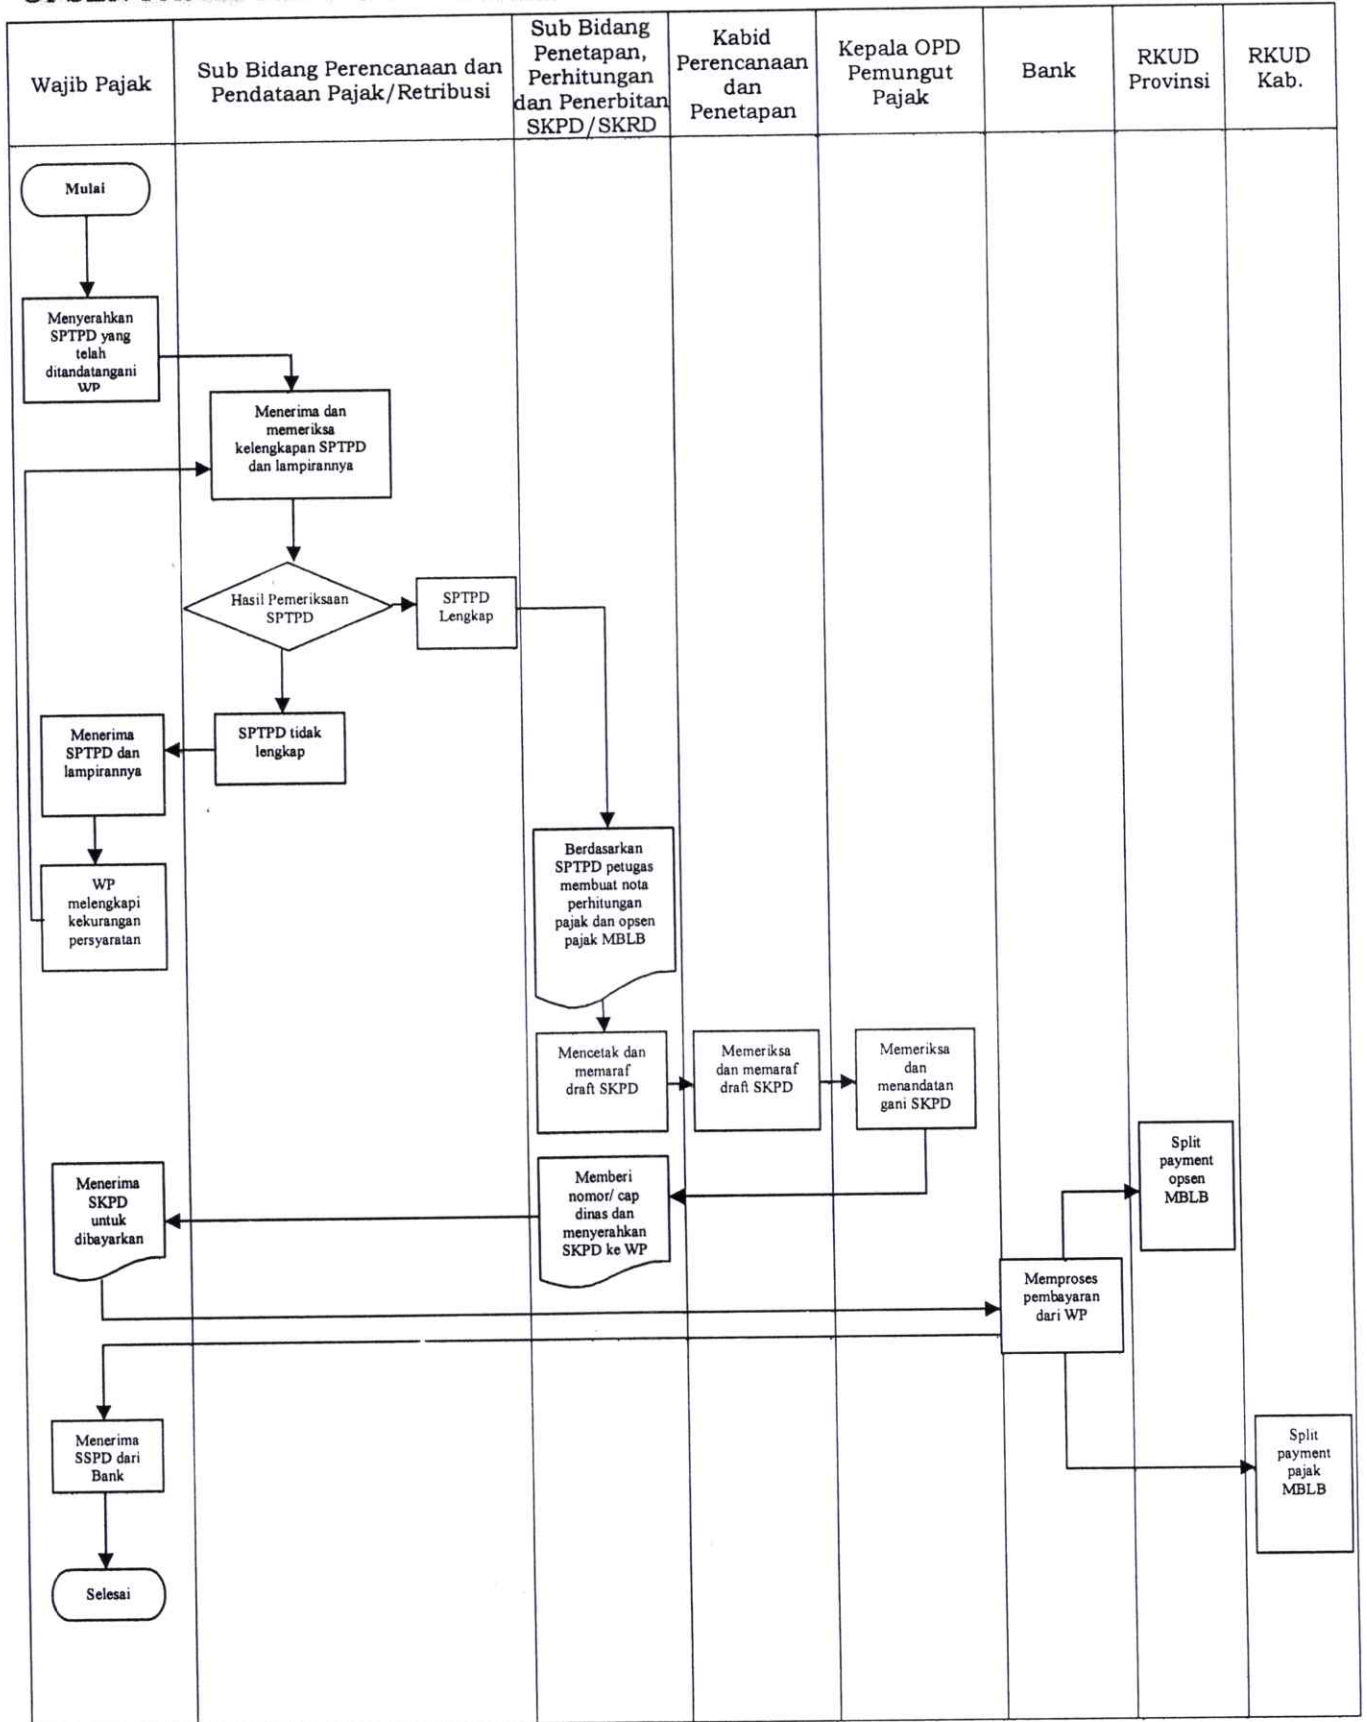 Wajib Pajak
Sub Bidang Perencanaan dan
Pendataan Pajak/Retribusi
Sub Bidang
Penetapan,
Perhitungan
dan Penerbitan
SKPD/SKRD
Kabid
Perencanaan
dan
Penetapan
Kepala OPD
Pemungut
Pajak
Bank
RKUD
Provinsi
RKUD
Kab.
Mulai
Menyerahkan
SPTPD yang
telah
ditandatangani
WP
Menerima dan
memeriksa
kelengkapan SPTPD
dan lampirannya
Hasil Pemeriksaan
SPTPD
SPTPD
Lengkap
SPTPD tidak
lengkap
Menerima
SPTPD dan
lampirannya
WP
melengkapi
kekurangan
persyaratan
Berdasarkan
SPTPD petugas
membuat nota
perhitungan
pajak dan opsen
pajak MBLB
Mencetak dan
memaraf
draft SKPD
Memeriksa
dan memaraf
draft SKPD
Memeriksa
dan
menandatan
gani SKPD
Memberi
nomor/ cap
dinas dan
menyerahkan
SKPD ke WP
Menerima
SKPD
untuk
dibayarkan
Split
payment
opsen
MBLB
Memproses
pembayaran
dari WP
Menerima
SSPD dari
Bank
Split
payment
pajak
MBLB
Selesai